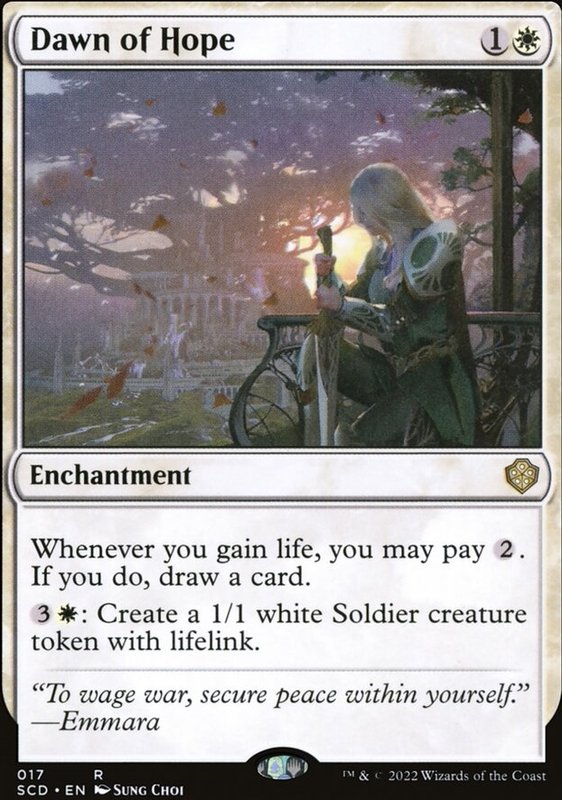 Dawn of Hope 1
Enchantment
Whenever you gain life, you may pay 2.
If you do, draw a card.
3 : Create a 1/1 white Soldier creature
token with lifelink.
“To wage war, secure peace within yourself.”
—Emmara
017 R
SCD • EN Sung Choi ™ & © 2022 Wizards of the Coast